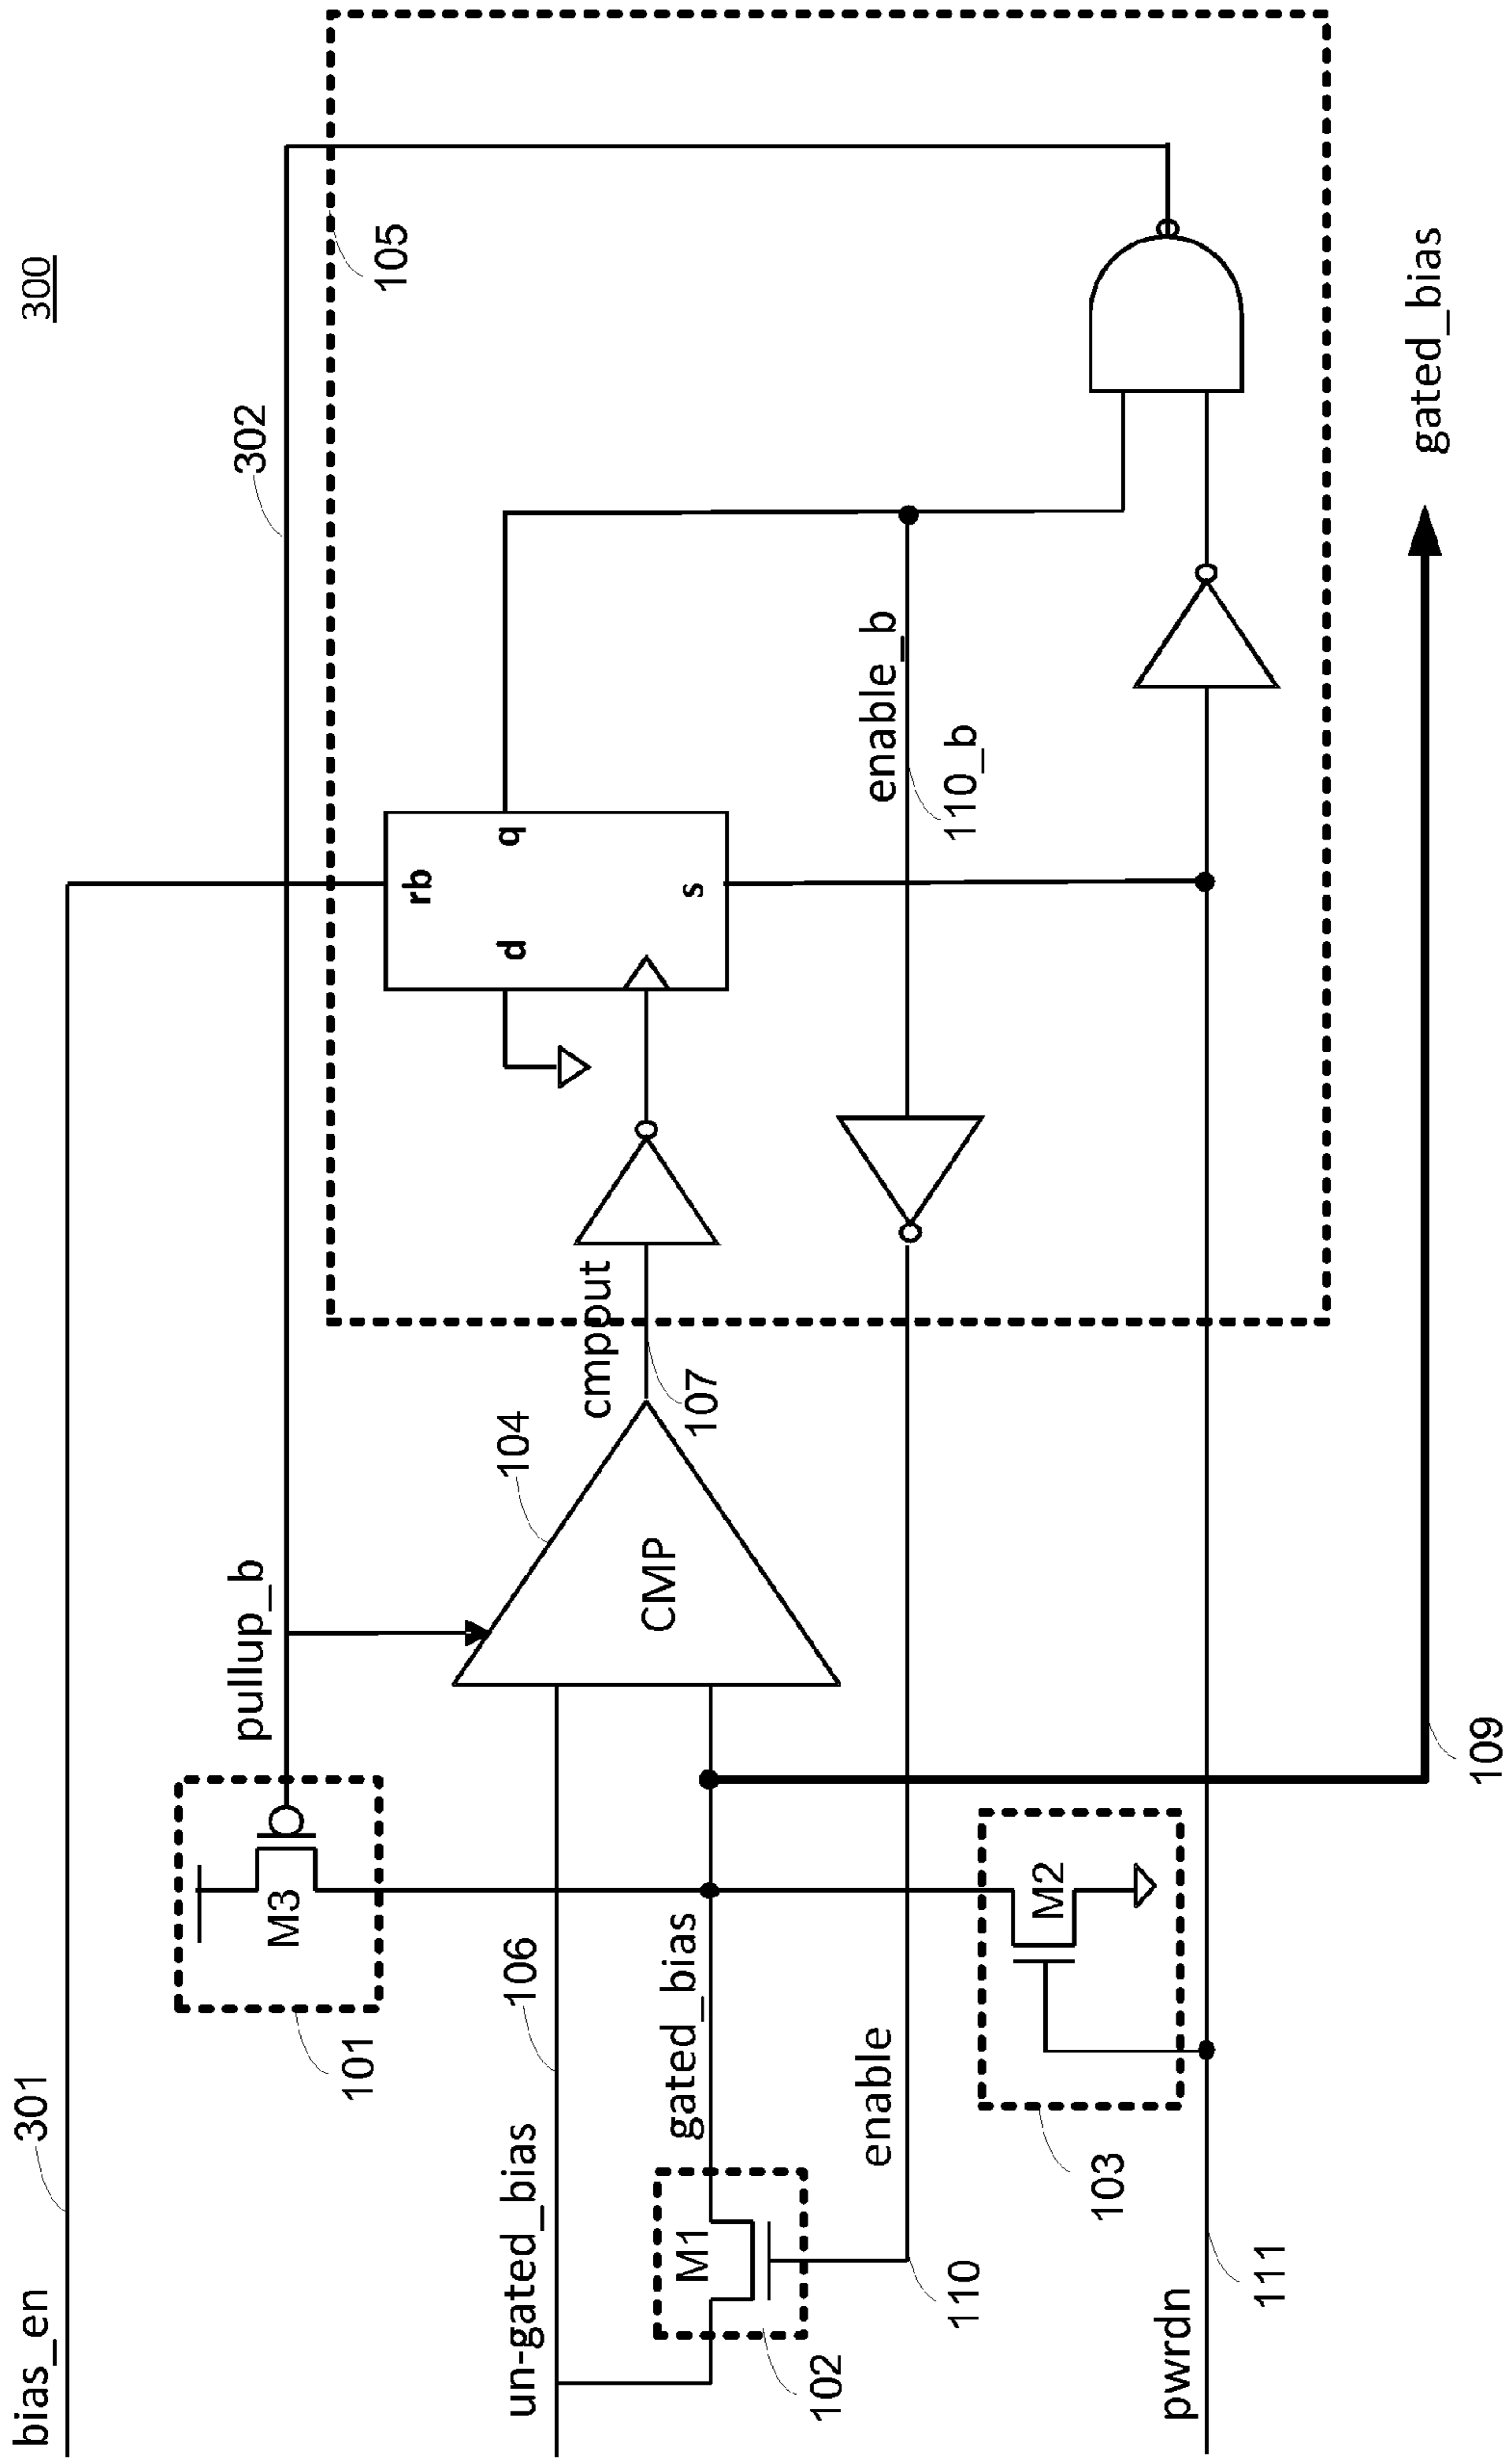 300
bias_en
301
pullup_b
302
101
M3
105
un-gated_bias
106
104
CMP
cmpout
107
rb
d
q
s
gated_bias
M1
102
enable
110
enable_b
110_b
M2
103
pwrdn
111
109
gated_bias